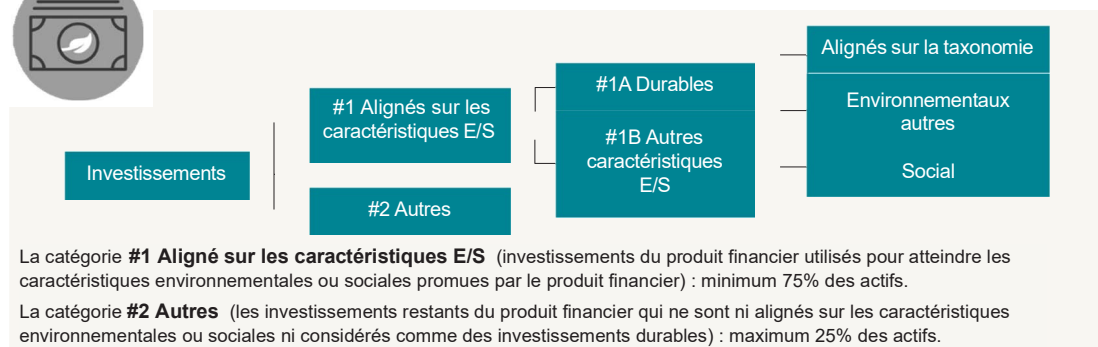 Investissements
#1 Alignés sur les
caractéristiques E/S
#2 Autres
#1A Durables
#1B Autres
caractéristiques
E/S
Alignés sur la taxonomie
Environnementaux
autres
Social
La catégorie #1 Aligné sur les caractéristiques E/S (investissements du produit financier utilisés pour atteindre les
caractéristiques environnementales ou sociales promues par le produit financier) : minimum 75% des actifs.
La catégorie #2 Autres (les investissements restants du produit financier qui ne sont ni alignés sur les caractéristiques
environnementales ou sociales ni considérés comme des investissements durables) : maximum 25% des actifs.